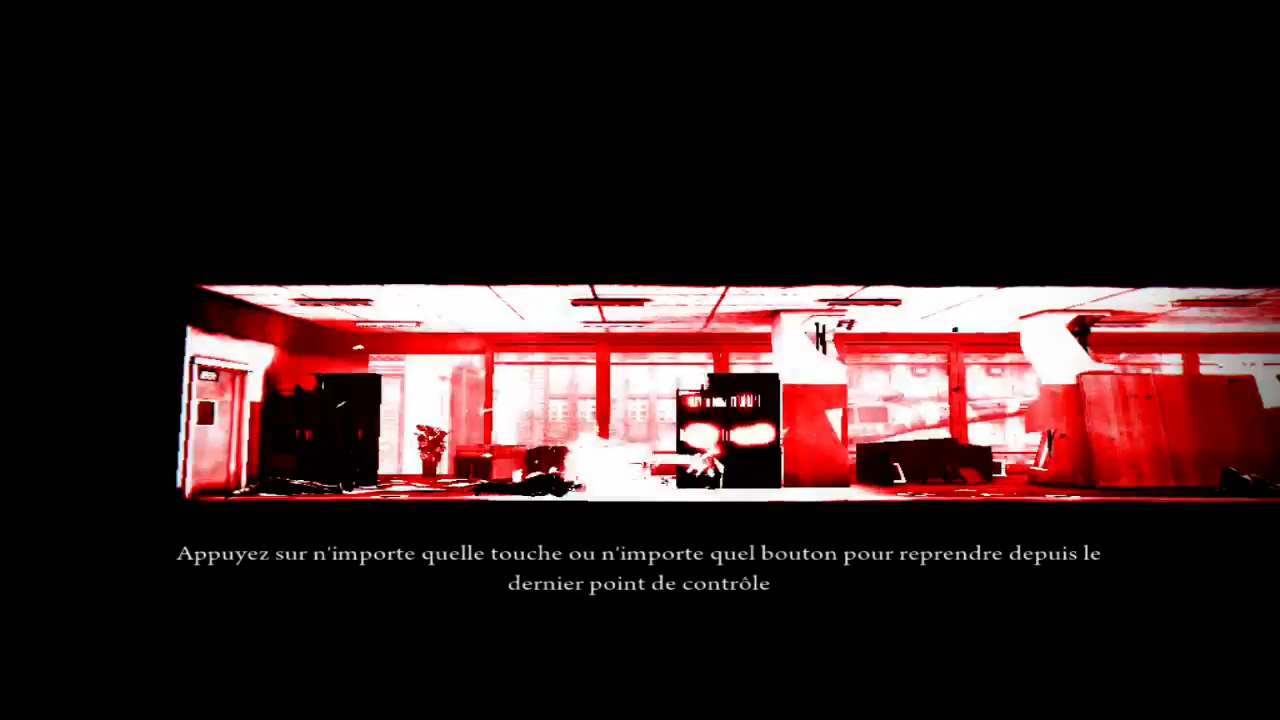 Appuyez sur n'importe quelle touche ou n'importe quel bouton pour reprendre depuis le
dernier point de contrôle